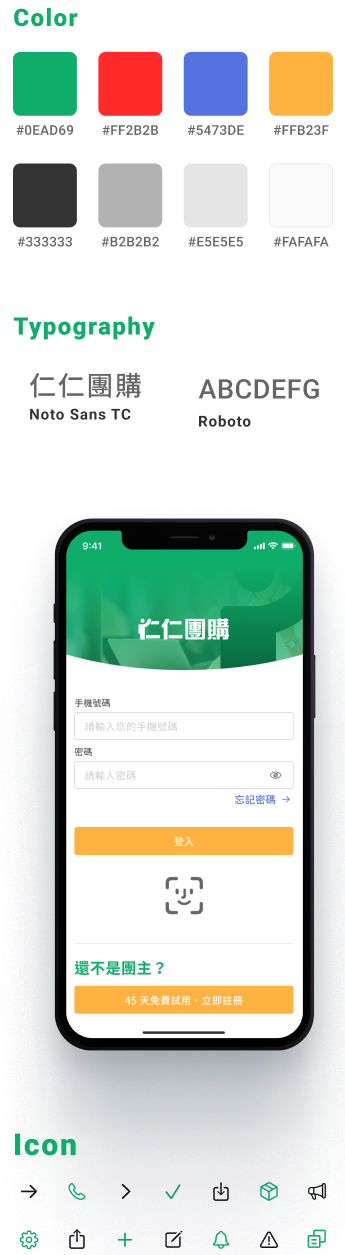 Color
#0EAD69 #FF2B2B #5473DE #FFB23F
#333333 #B2B2B2 #E5E5E5 #FAFAFA
Typography
仁仁團購 ABCDEFG
Noto Sans TC Roboto
9:41
仁仁團購
手機號碼
請輸入您的手機號碼
密碼
請輸入密碼
忘記密碼 →
登入
還不是團主？
45 天免費試用，立即註冊
Icon